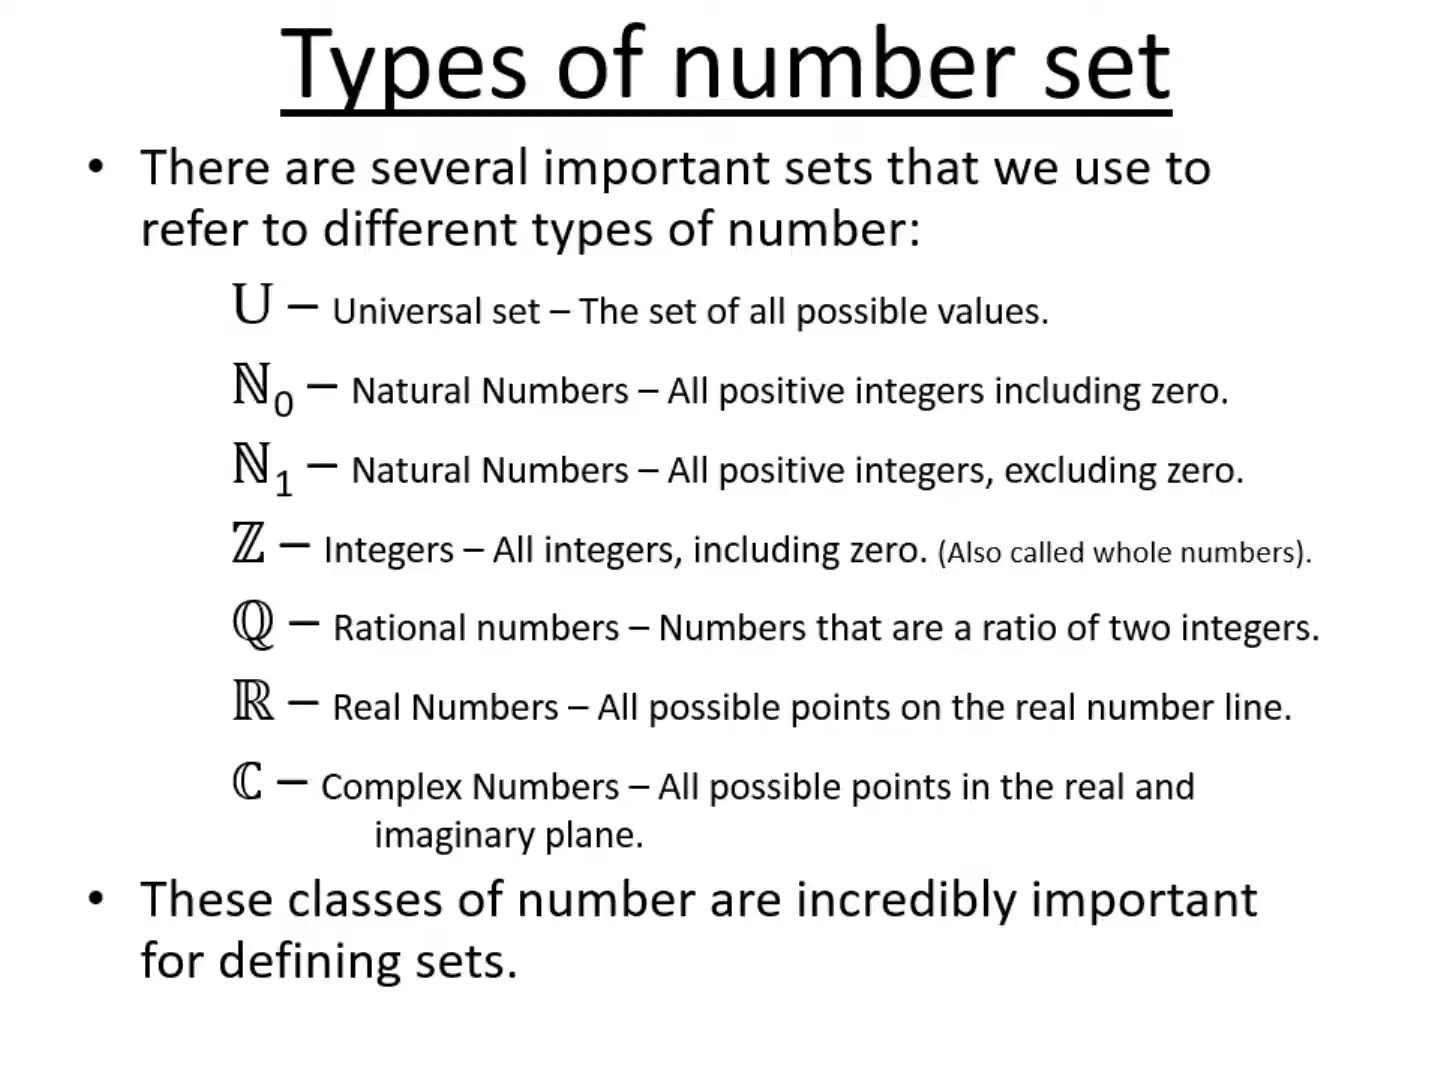 Types of number set
• There are several important sets that we use to
refer to different types of number:
U – Universal set – The set of all possible values.
ℕ₀ – Natural Numbers – All positive integers including zero.
ℕ₁ – Natural Numbers – All positive integers, excluding zero.
ℤ – Integers – All integers, including zero. (Also called whole numbers).
ℚ – Rational numbers – Numbers that are a ratio of two integers.
ℝ – Real Numbers – All possible points on the real number line.
ℂ – Complex Numbers – All possible points in the real and
imaginary plane.
• These classes of number are incredibly important
for defining sets.